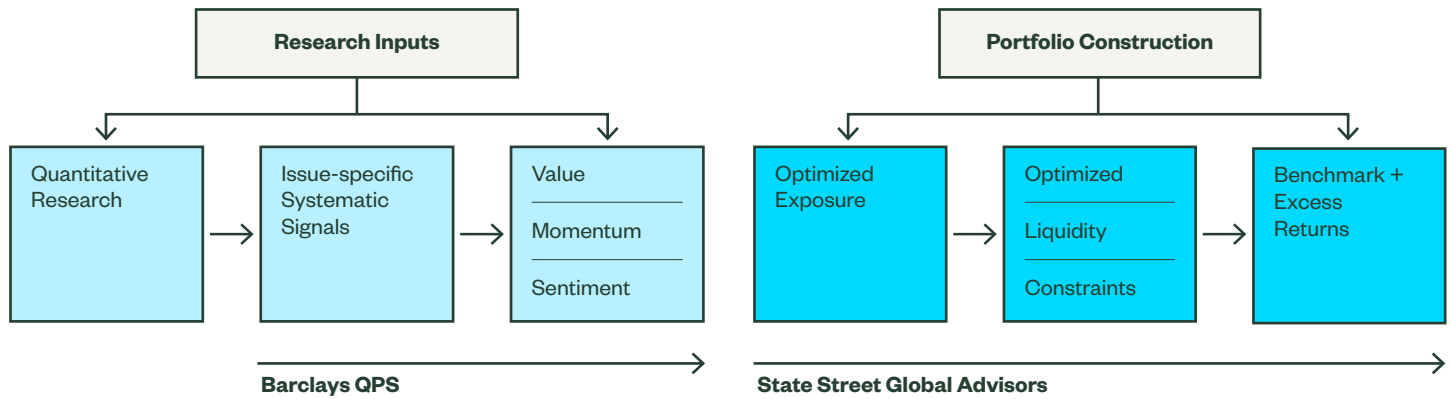 Research Inputs
Quantitative
Research
Issue-specific
Systematic
Signals
Value
Momentum
Sentiment
Barclays QPS
Portfolio Construction
Optimized
Exposure
Optimized
Liquidity
Constraints
Benchmark +
Excess
Returns
State Street Global Advisors